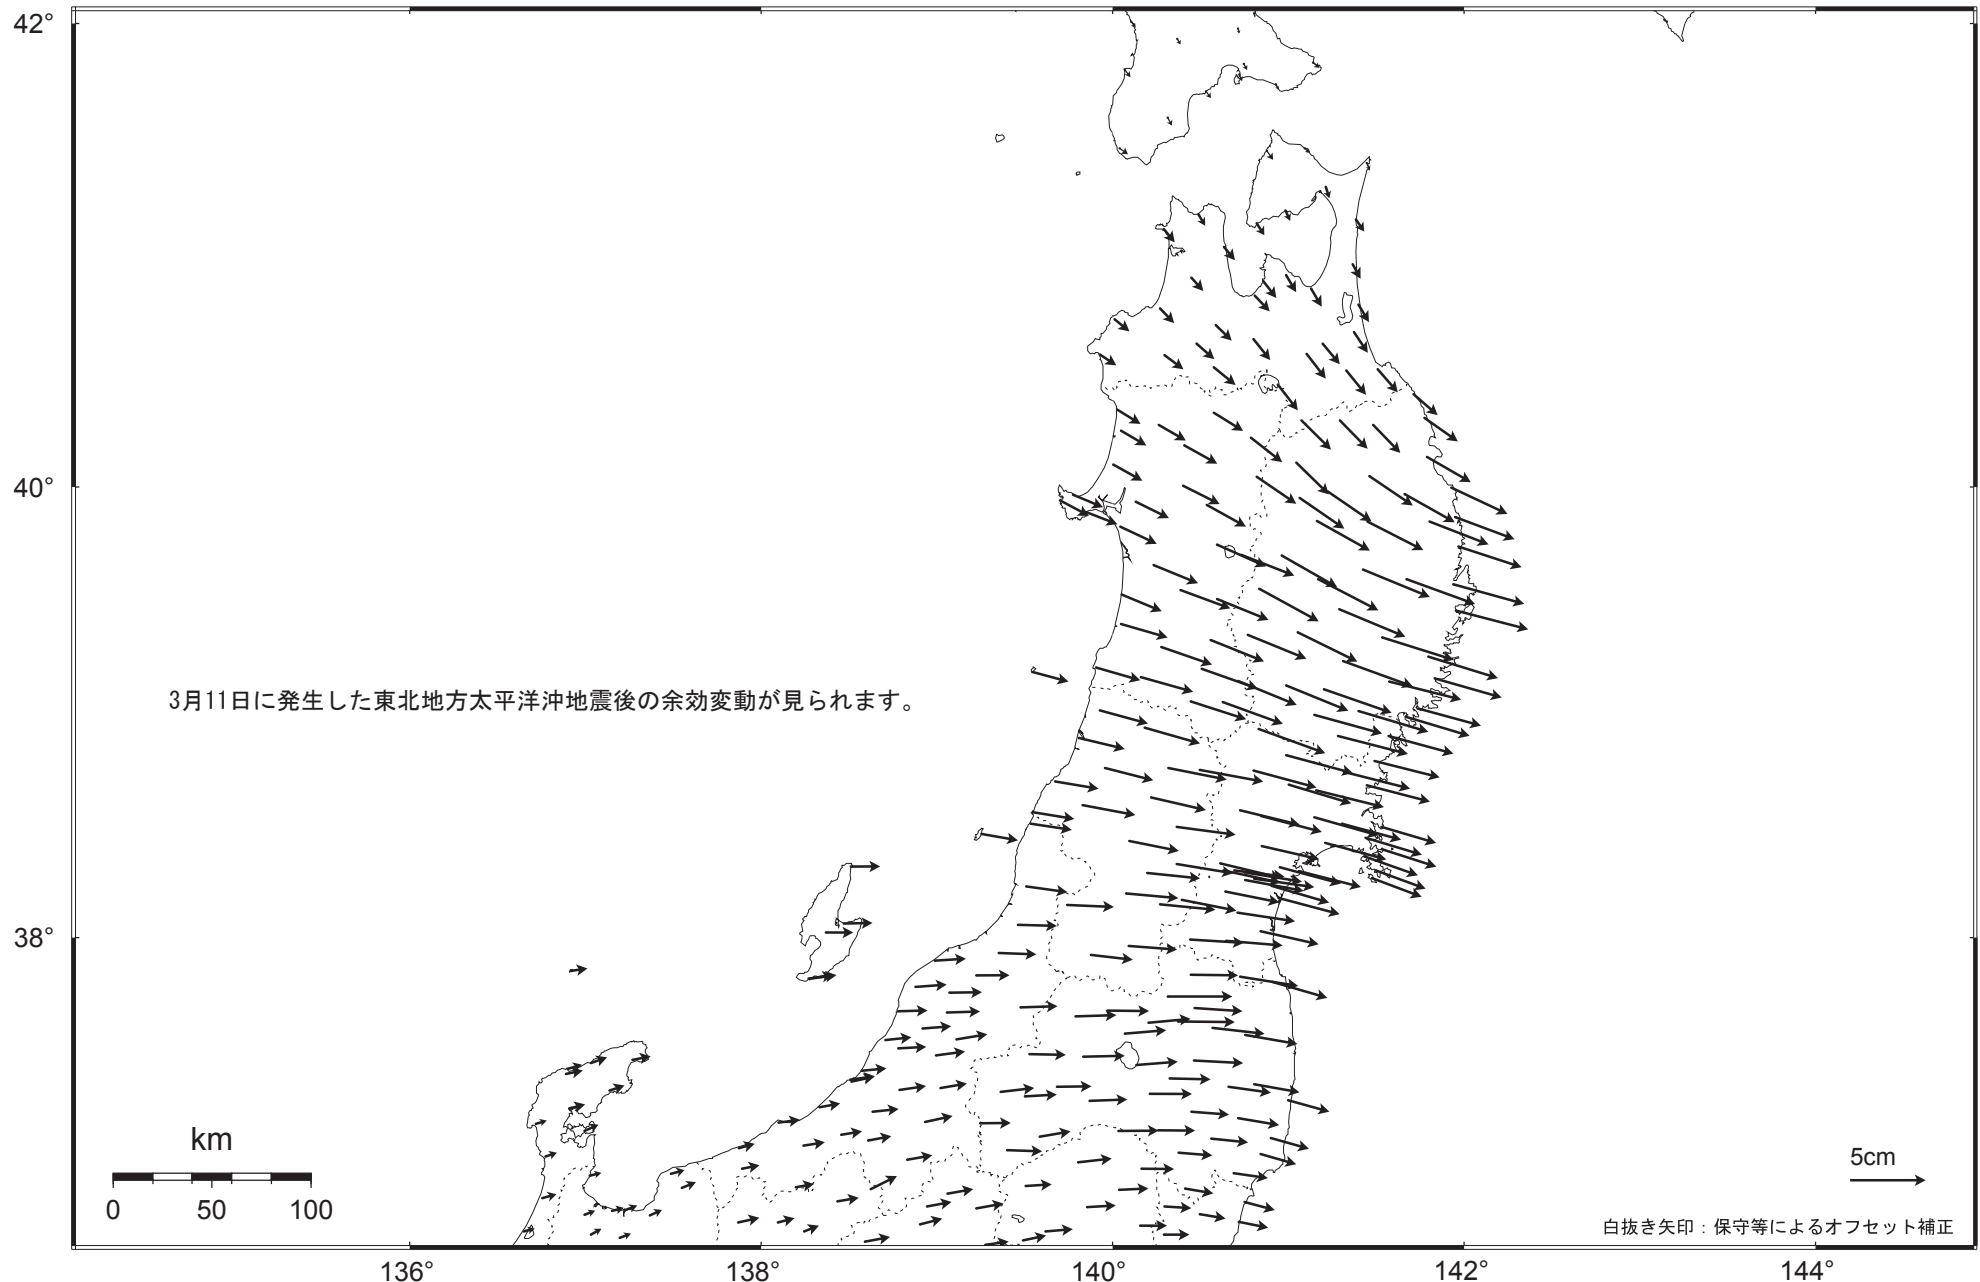 42°
40°
3月11日に発生した東北地方太平洋沖地震後の余効変動が見られます。
38°
km
0 50 100
5cm
白抜き矢印：保守等によるオフセット補正
136° 138° 140° 142° 144°